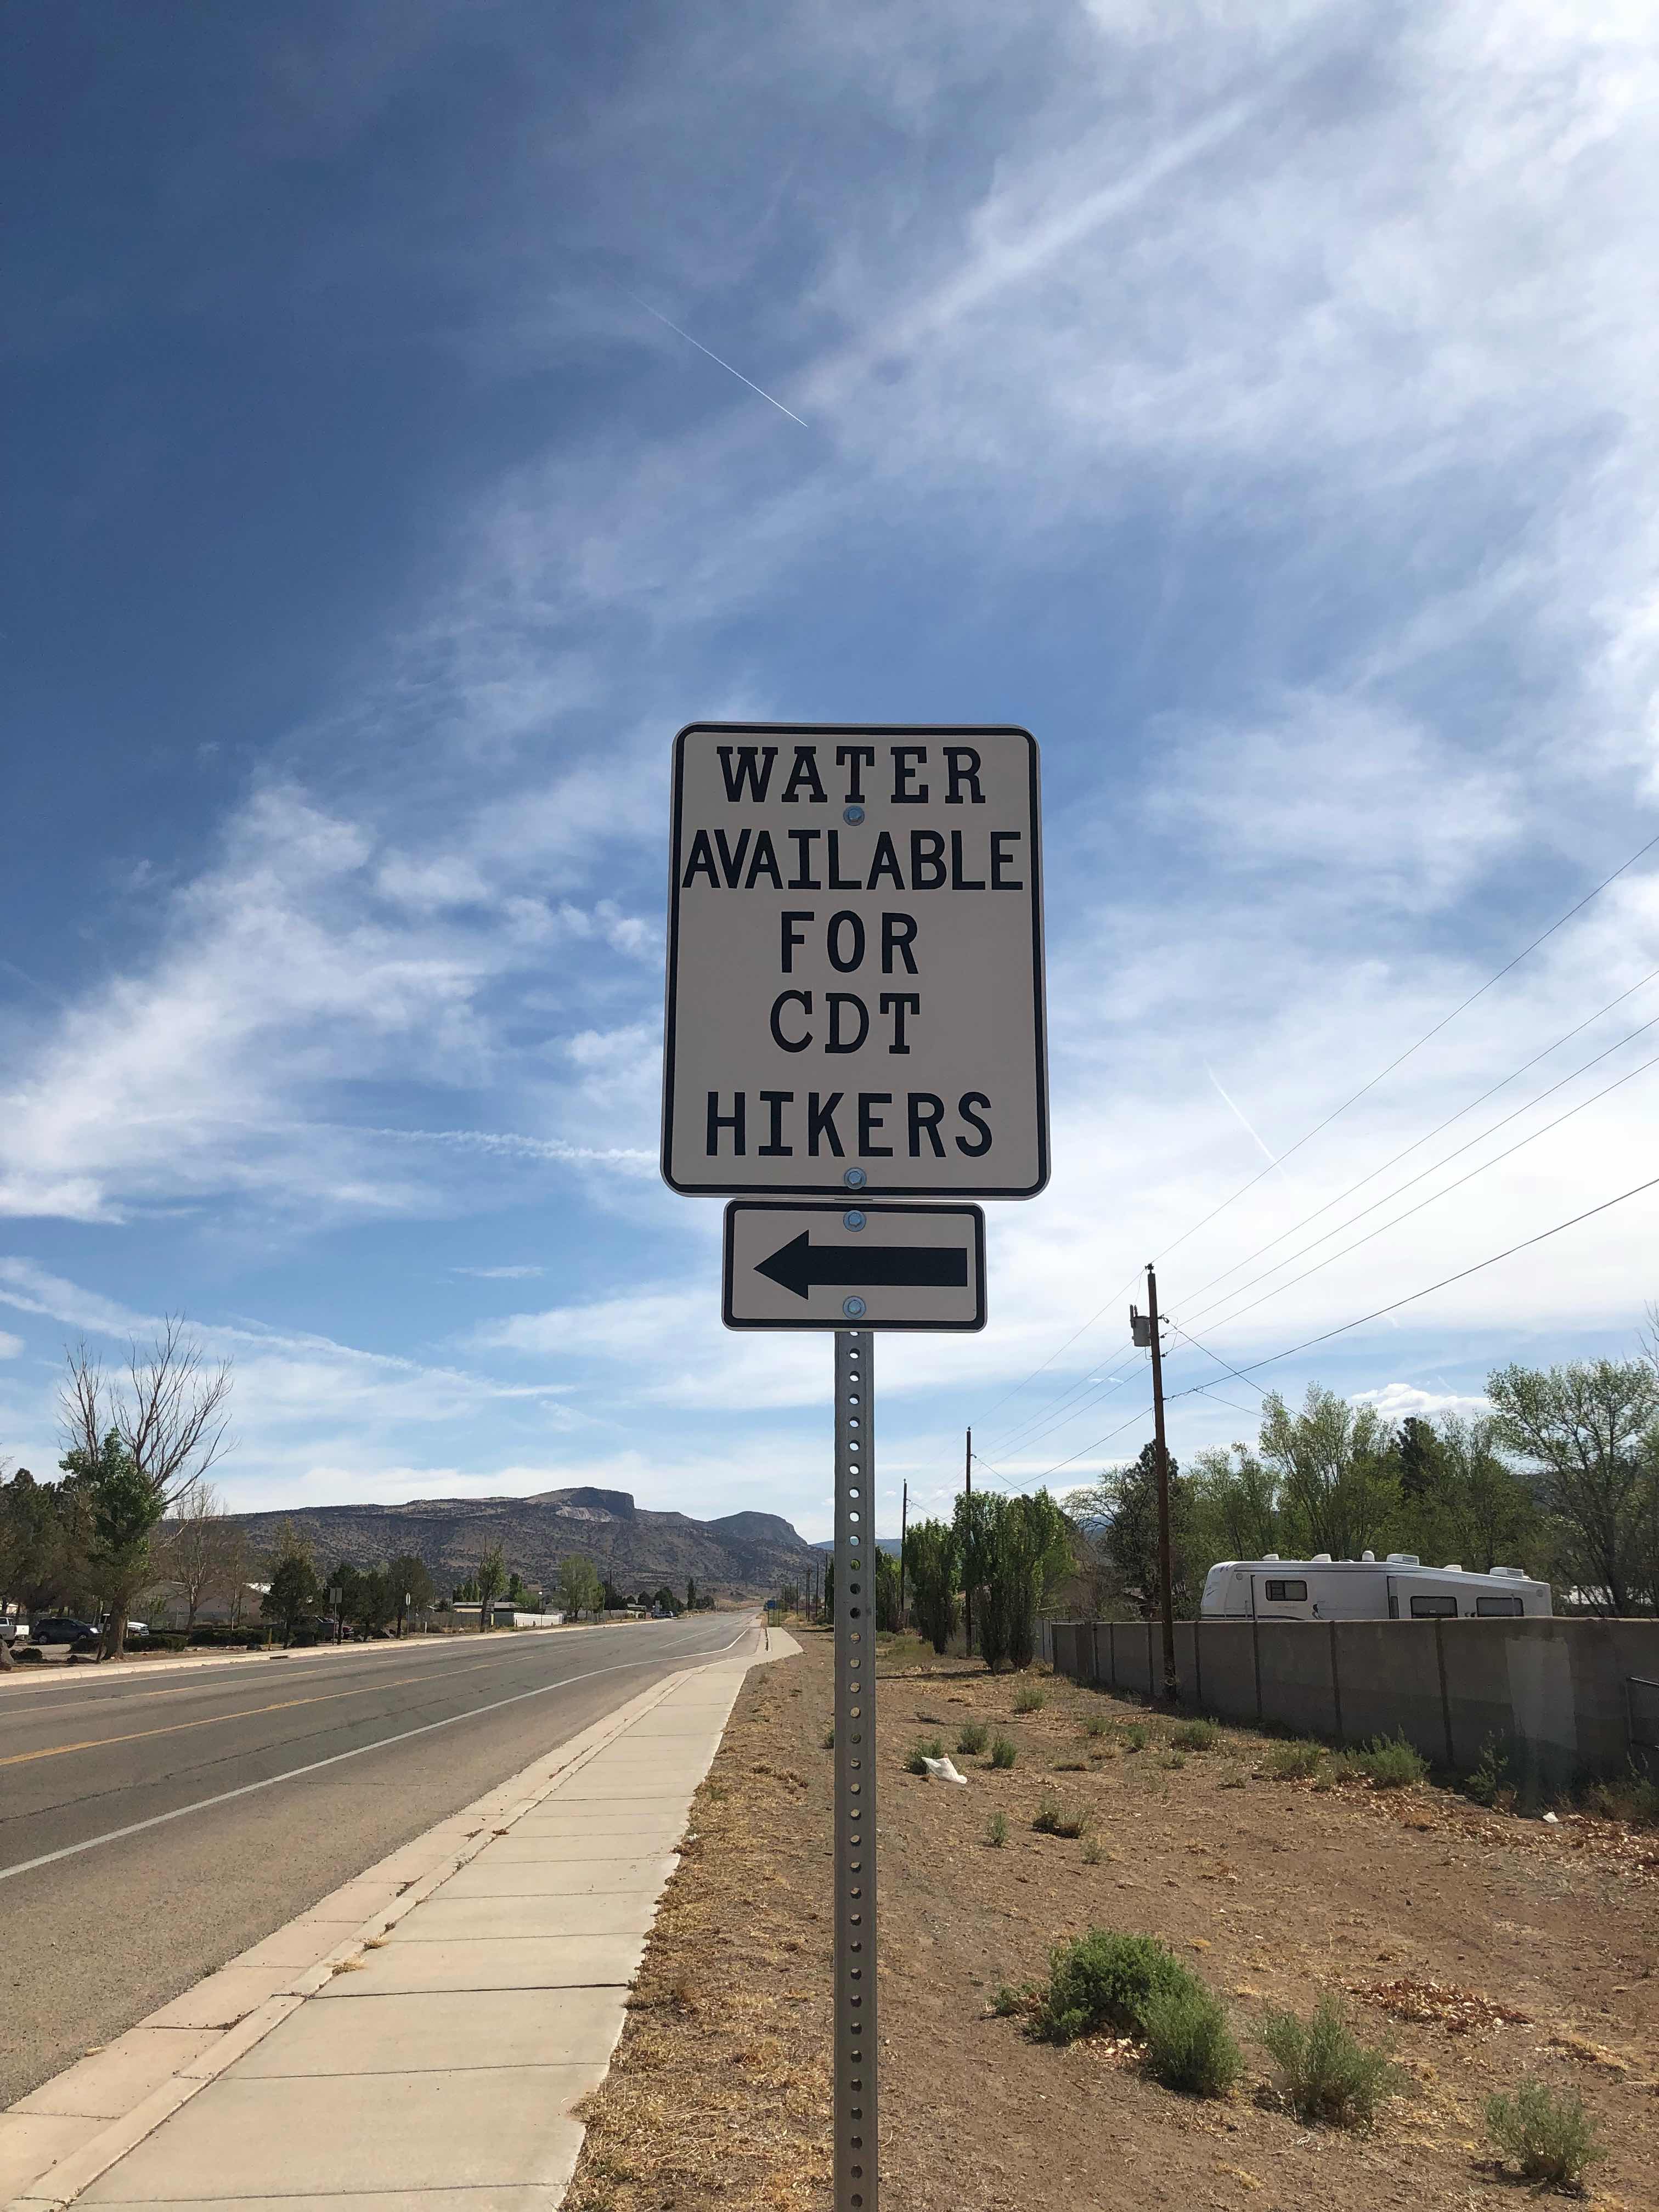 WATER
AVAILABLE
FOR
CDT
HIKERS